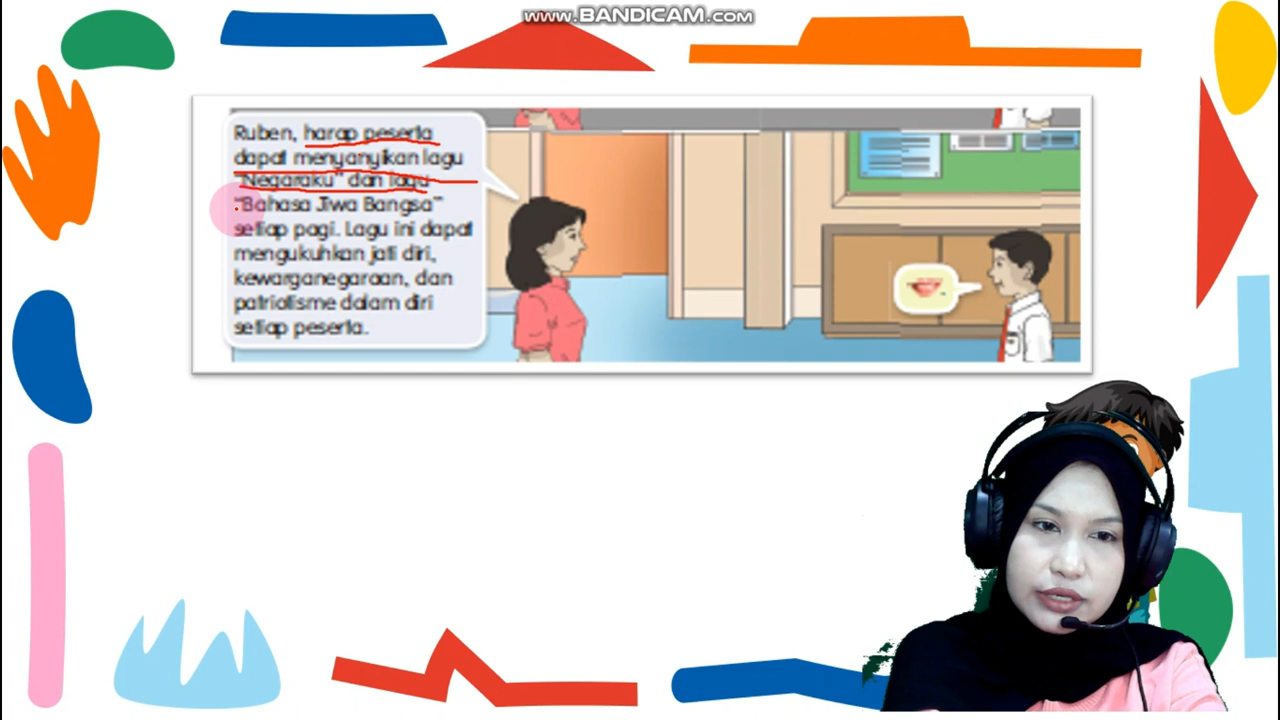 www.BANDICAM.com
Ruben, harap peserta
dapat menyanyikan lagu
"Negaraku" dan lagu
"Bahasa Jiwa Bangsa"
setiap pagi. Lagu ini dapat
mengukuhkan jati diri,
kewarganegaraan, dan
patriotisme dalam diri
setiap peserta.